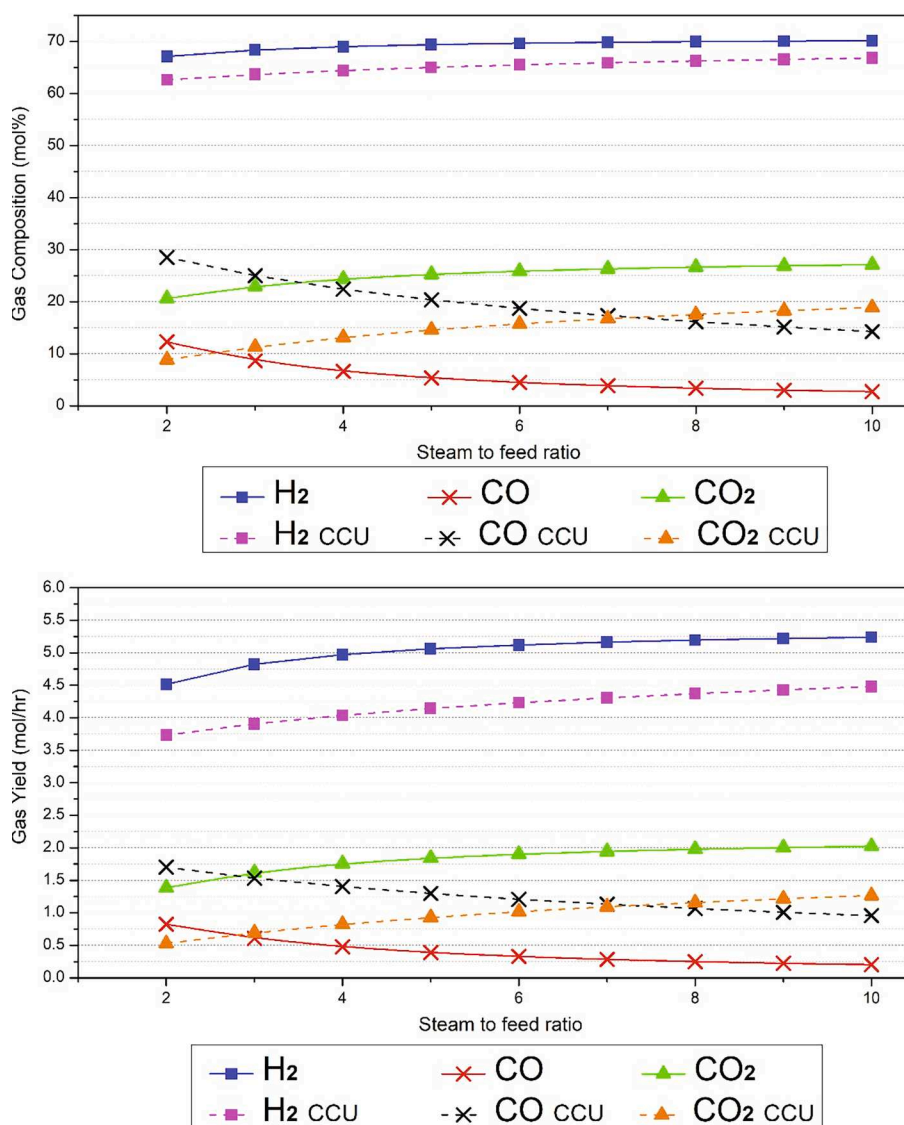 Gas Composition (mol%)
70
60
50
40
30
20
10
0
2 4 6 8 10
Steam to feed ratio
H2 CO CO2
H2 CCU CO CCU CO2 CCU
Gas Yield (mol/hr)
6.0
5.5
5.0
4.5
4.0
3.5
3.0
2.5
2.0
1.5
1.0
0.5
0.0
2 4 6 8 10
Steam to feed ratio
H2 CO CO2
H2 CCU CO CCU CO2 CCU